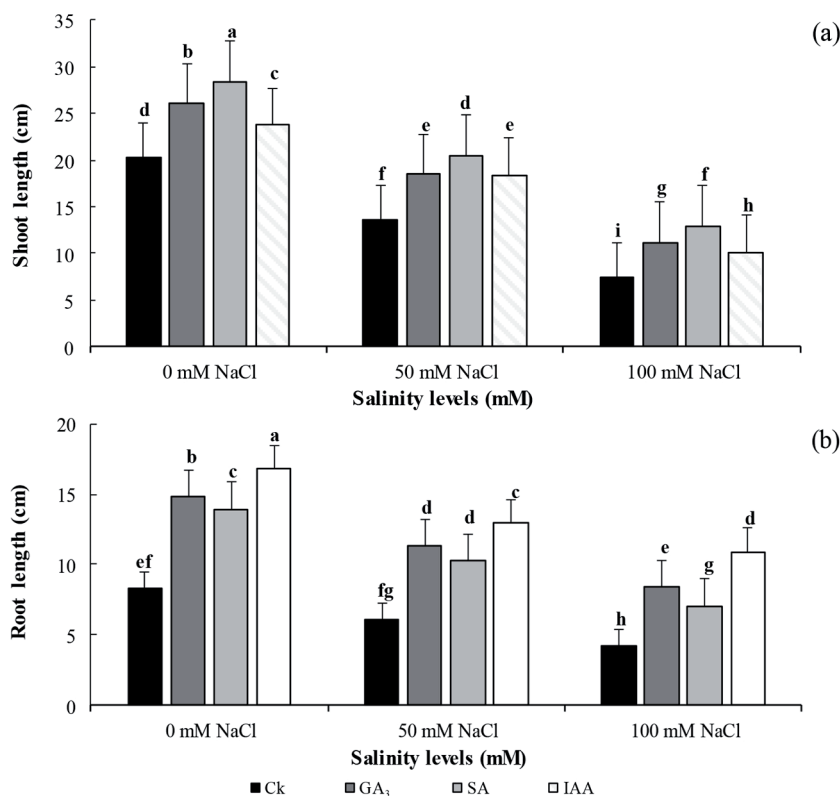 (a)
35
30
25
20
15
10
5
0
Shoot length (cm)
d b a c
f e d e
i g f h
0 mM NaCl 50 mM NaCl 100 mM NaCl
Salinity levels (mM)
(b)
20
15
10
5
0
Root length (cm)
ef b c a
fg d d c
h e g d
0 mM NaCl 50 mM NaCl 100 mM NaCl
Salinity levels (mM)
Ck GA₃ SA IAA